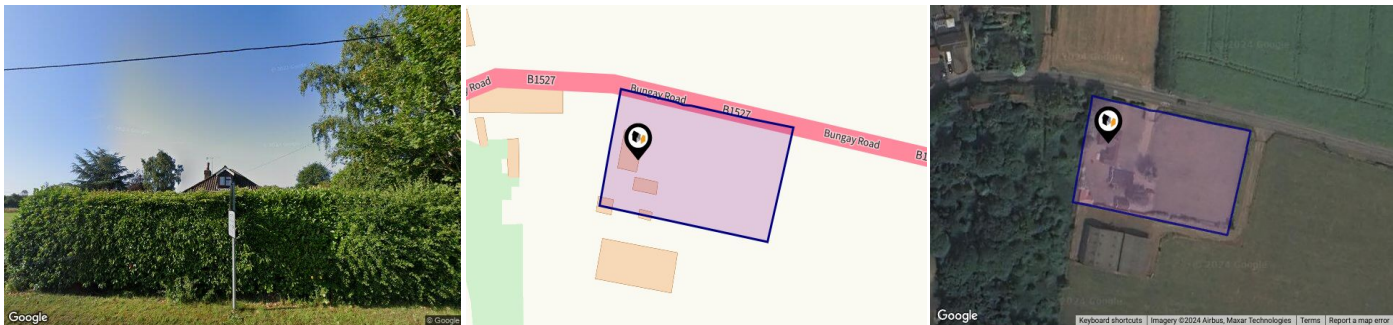 Google
© Google
B1527
y Road
Bungay Road
B1527
Bungay Road
B1
Google
Keyboard shortcuts
Imagery ©2024 Airbus, Maxar Technologies
Terms
Report a map error